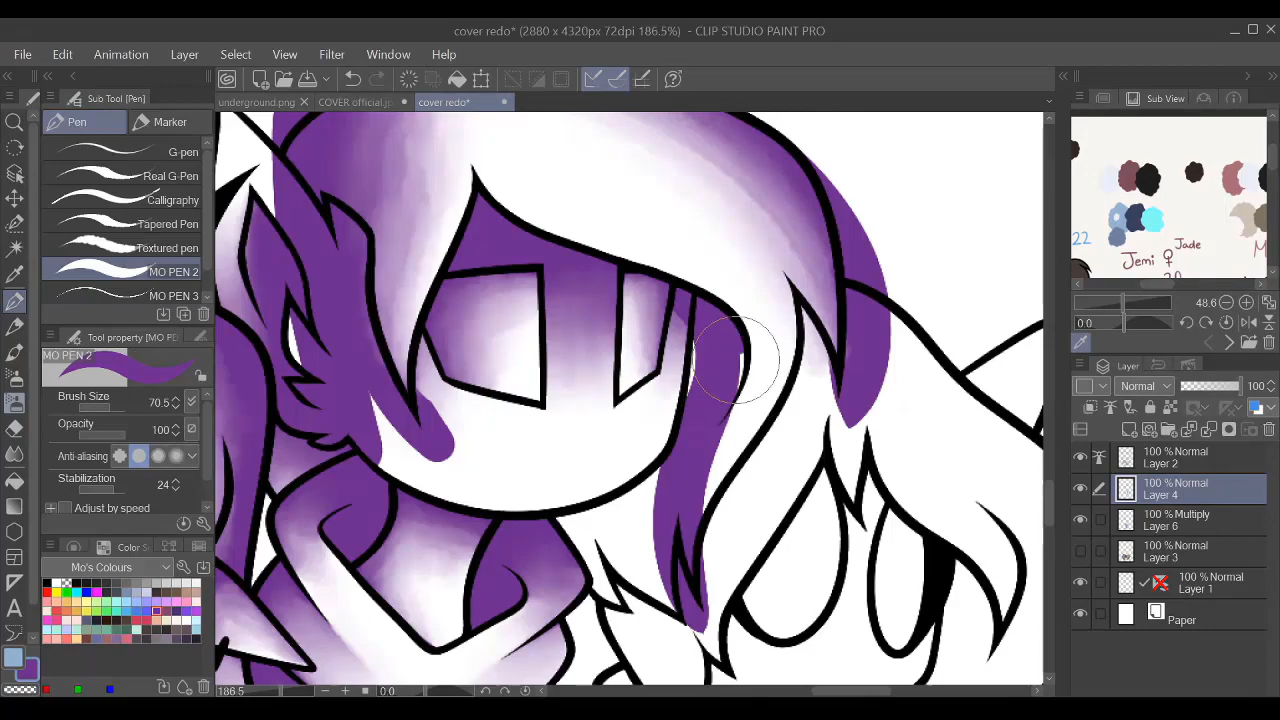 cover redo* (2880 x 4320px 72dpi 186.5%) - CLIP STUDIO PAINT PRO
File Edit Animation Layer Select View Filter Window Help
Sub Tool [Pen]
Pen Marker
underground.png COVER official.jp cover redo*
Sub View
G-pen
Real G-Pen
Calligraphy
Tapered Pen
Textured pen
MO PEN 2
MO PEN 3
Tool property [MO PEN 2
MO PEN 2
Brush Size 70.5
Opacity 100
Anti-aliasing
Stabilization 24
Adjust by speed
Color S
Mo's Colours
22
Jemi ♀
Jade
48.6
0.0
Layer
Normal 100
100 % Normal
Layer 2
100 % Normal
Layer 4
100 % Multiply
Layer 6
100 % Normal
Layer 3
100 % Normal
Layer 1
Paper
186.5 0.0